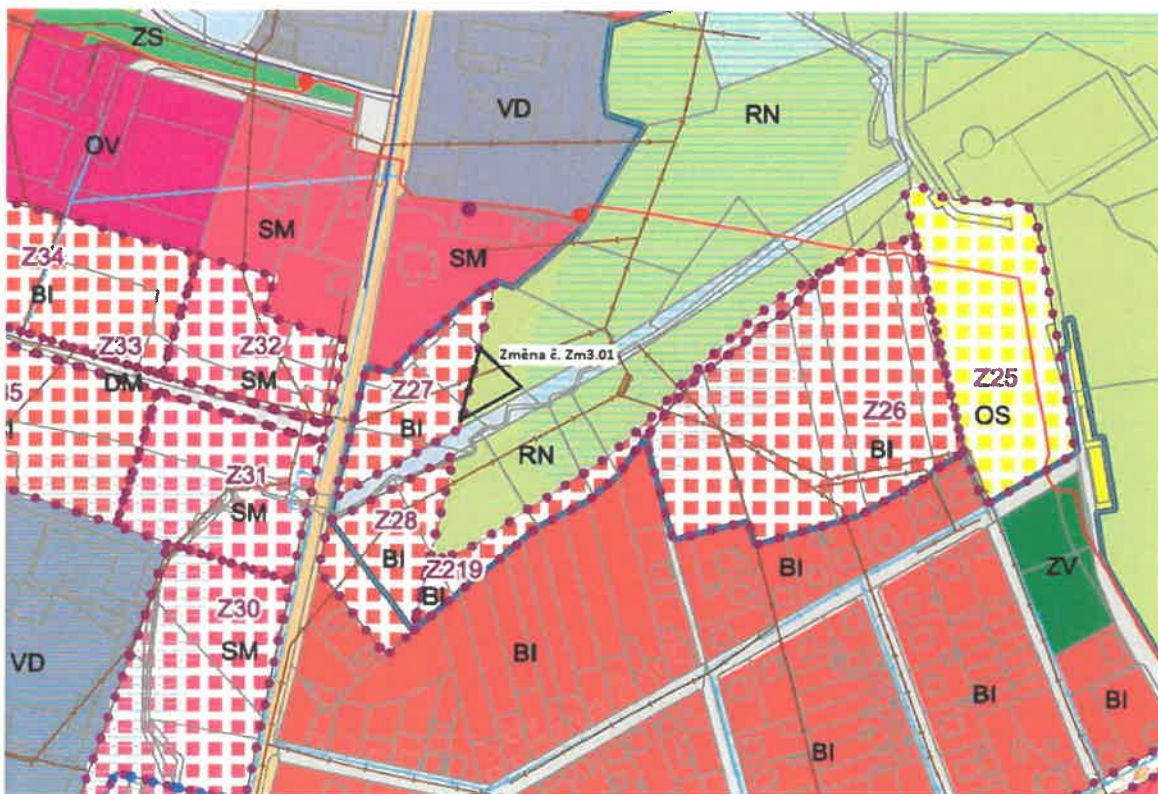 ZS
VD
RN
OV
SM
SM
Z34
BI
Z33
DM
Z32
SM
Změna č. Zm3.01
Z27
BI
Z25
OS
Z26
BI
RN
Z31
SM
Z28
BI
Z219
BI
BI
ZV
Z30
SM
VD
BI
BI
BI
BI